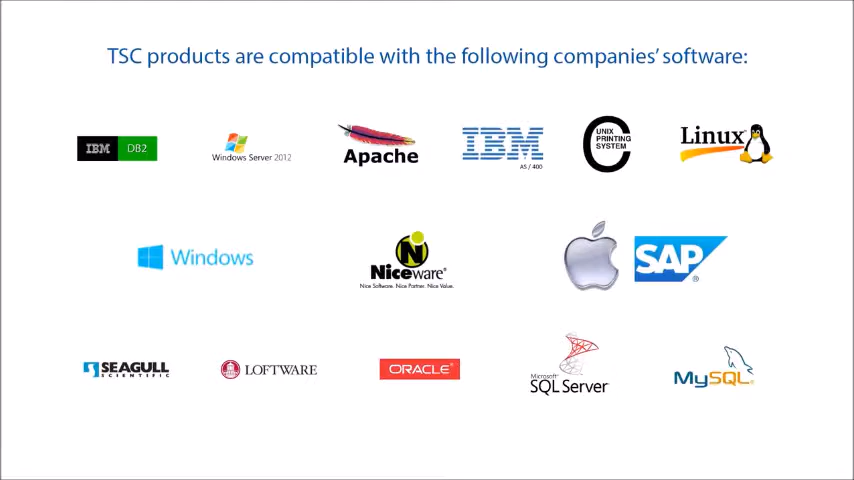 TSC products are compatible with the following companies' software:
IBM DB2
Windows Server 2012
Apache
IBM
AS / 400
UNIX
PRINTING
SYSTEM
Linux
Windows
N
Niceware®
Nice Software. Nice Partner. Nice Value.
SAP®
SEAGULL
SCIENTIFIC
LOFTWARE
ORACLE®
Microsoft®
SQL Server
MySQL®